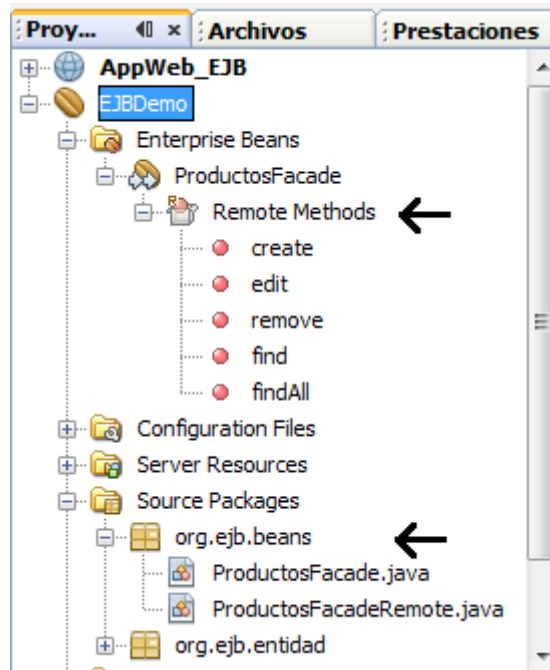 Proy... Archivos Prestaciones
AppWeb_EJB
EJBDemo
Enterprise Beans
ProductosFacade
Remote Methods
create
edit
remove
find
findAll
Configuration Files
Server Resources
Source Packages
org.ejb.beans
ProductosFacade.java
ProductosFacadeRemote.java
org.ejb.entidad